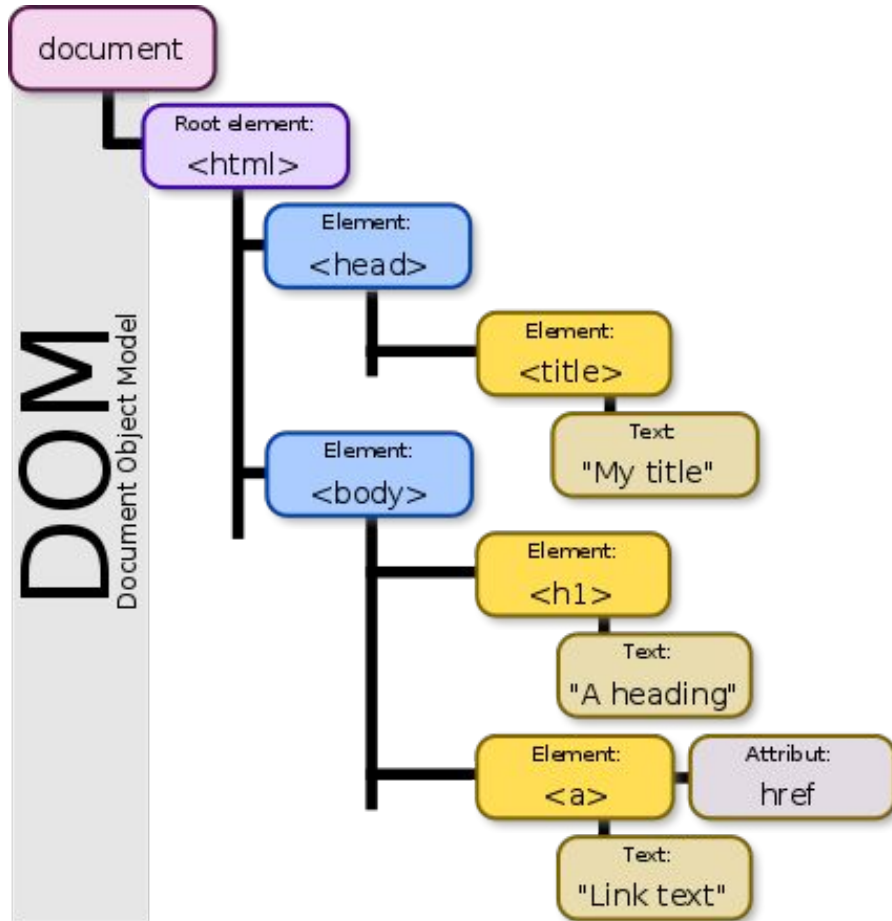 document
Root element:
<html>
Element:
<head>
Element:
<title>
Text
"My title"
Element:
<body>
Element:
<h1>
Text:
"A heading"
Element:
<a>
Attribut:
href
Text:
"Link text"
DOM
Document Object Model